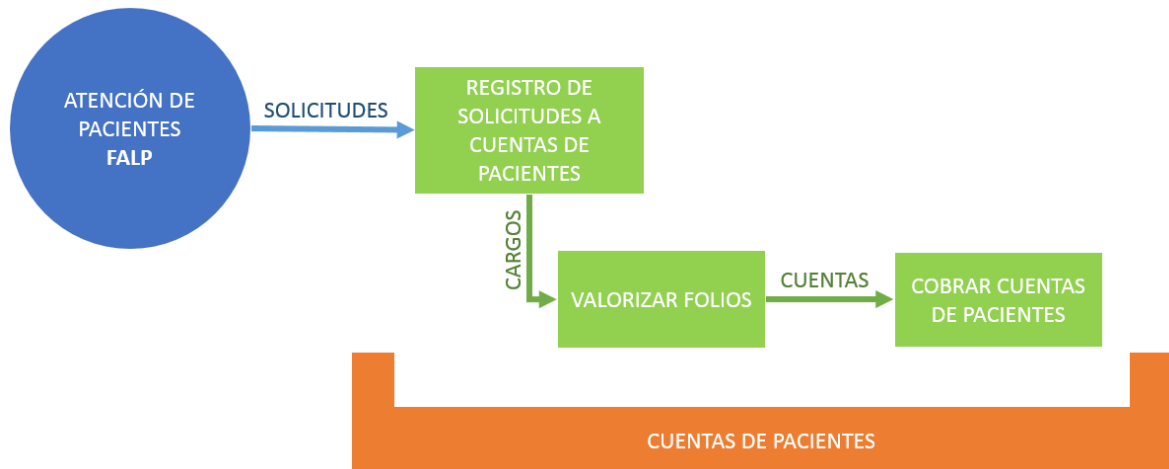 ATENCIÓN DE
PACIENTES
FALP
SOLICITUDES
REGISTRO DE
SOLICITUDES A
CUENTAS DE
PACIENTES
CARGOS
VALORIZAR FOLIOS
CUENTAS
COBRAR CUENTAS
DE PACIENTES
CUENTAS DE PACIENTES